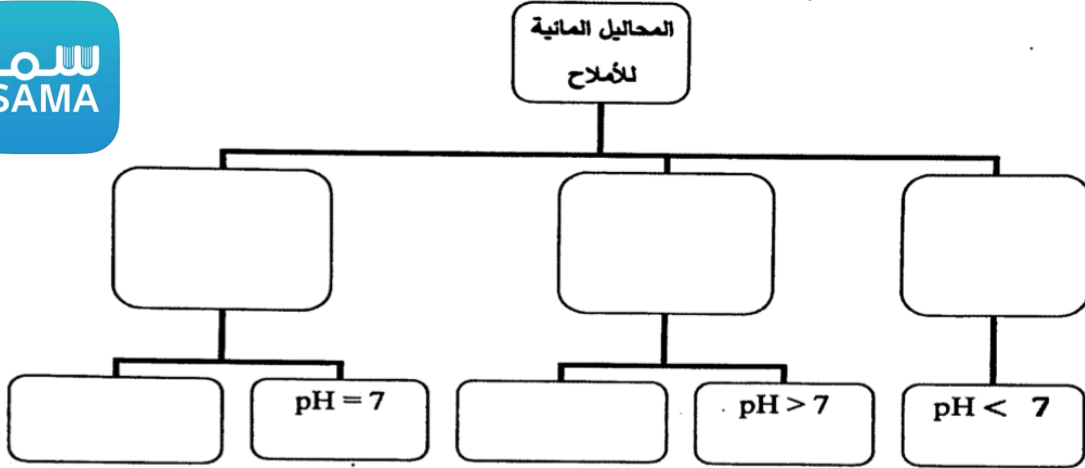 سما
SAMA
المحاليل المائية
للأملاح
pH = 7
pH > 7
pH < 7